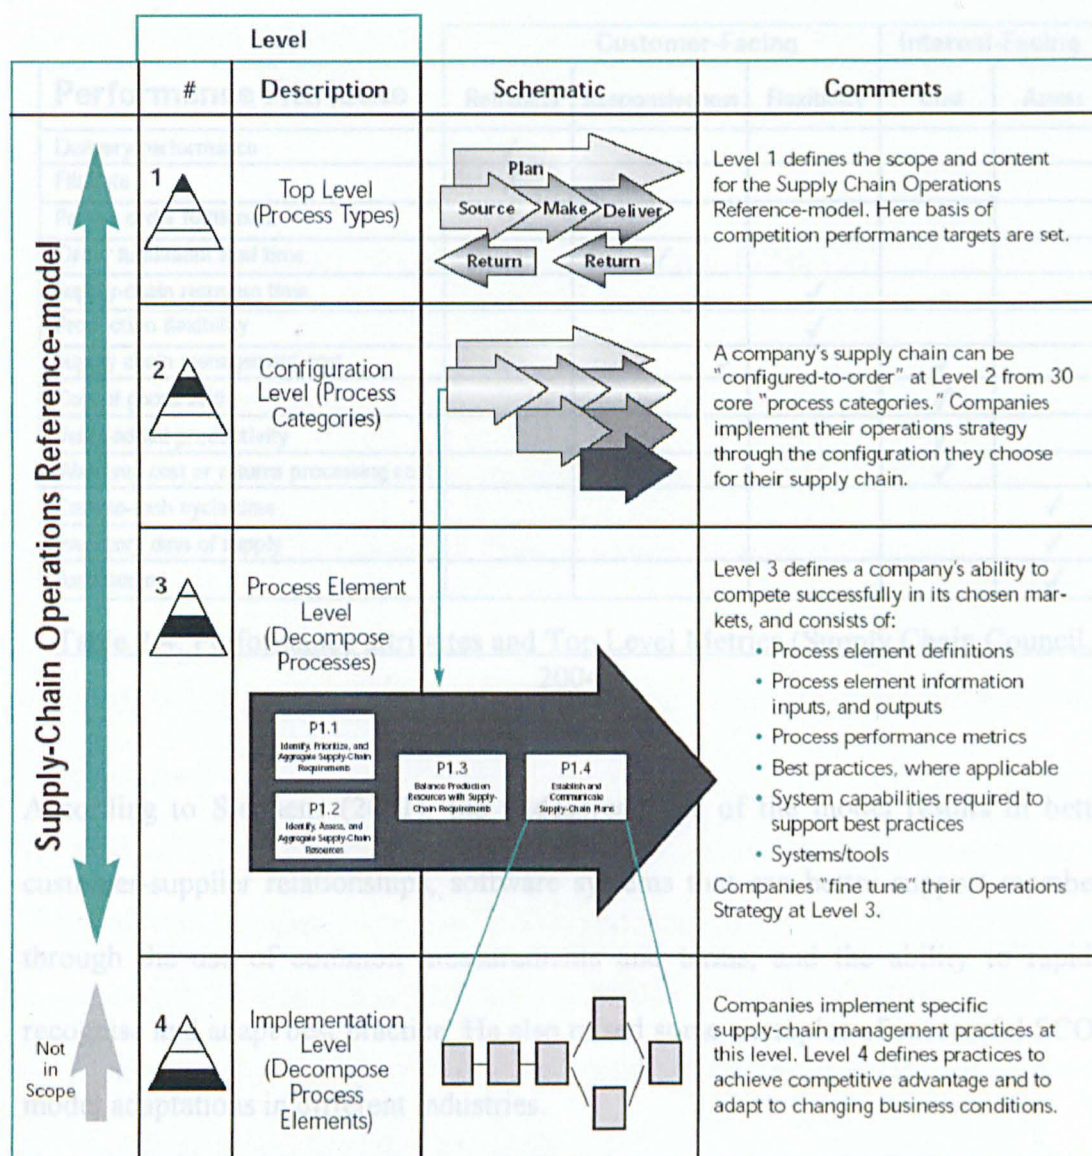 Level
# Description Schematic Comments
Supply-Chain Operations Reference-model
1
Top Level
(Process Types)
Plan
Source Make Deliver
Return Return
Level 1 defines the scope and content
for the Supply Chain Operations
Reference-model. Here basis of
competition performance targets are set.
2
Configuration
Level (Process
Categories)
A company's supply chain can be
"configured-to-order" at Level 2 from 30
core "process categories." Companies
implement their operations strategy
through the configuration they choose
for their supply chain.
3
Process Element
Level
(Decompose
Processes)
P1.1
Identify, Prioritize, and
Aggregate Supply-Chain
Requirements
P1.2
Identify, Assess, and
Aggregate Supply-Chain
Resources
P1.3
Balance Production
Resources with Supply-
Chain Requirements
P1.4
Establish and
Communicate
Supply-Chain Plans
Level 3 defines a company's ability to
compete successfully in its chosen mar-
kets, and consists of:
• Process element definitions
• Process element information
inputs, and outputs
• Process performance metrics
• Best practices, where applicable
• System capabilities required to
support best practices
• Systems/tools
Companies "fine tune" their Operations
Strategy at Level 3.
Not
in
Scope
4
Implementation
Level
(Decompose
Process
Elements)
Companies implement specific
supply-chain management practices at
this level. Level 4 defines practices to
achieve competitive advantage and to
adapt to changing business conditions.
Customer-Facing Internal-Facing